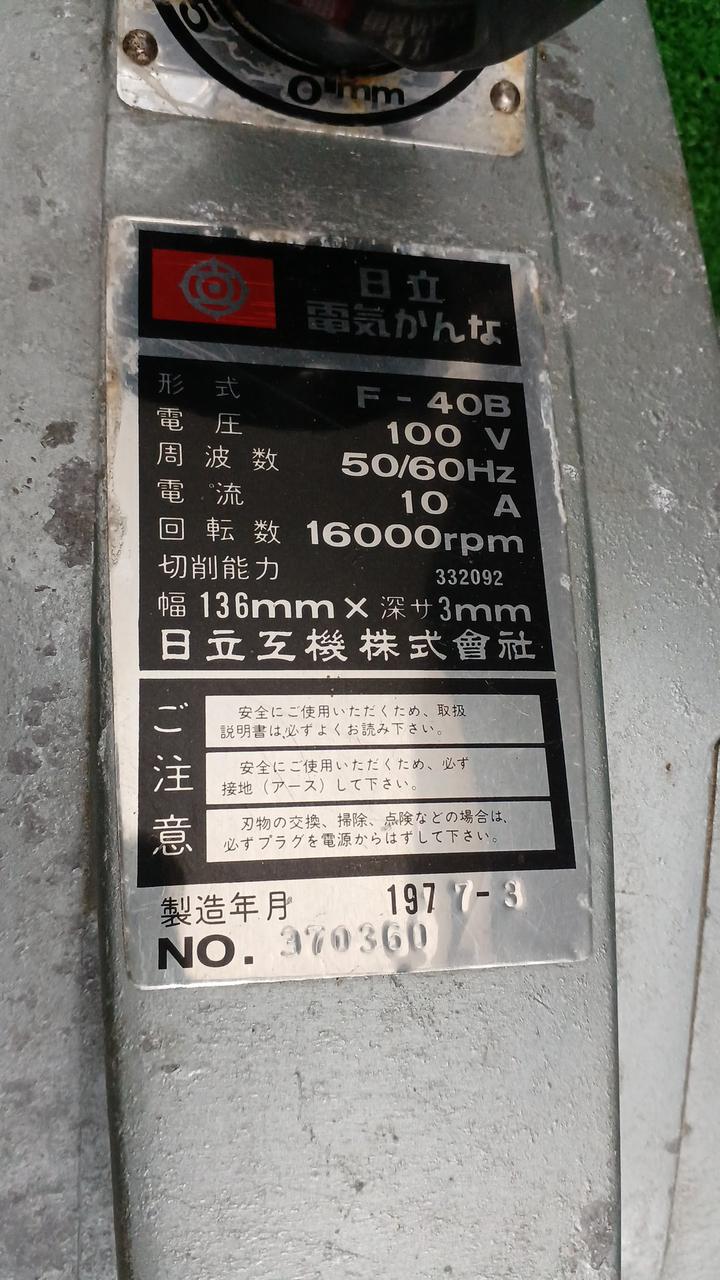 5
0 mm
日立
電気かんな
形式 F-40B
電圧 100 V
周波数 50/60Hz
電流 10 A
回転数 16000rpm
切削能力 332092
幅 136mm×深サ3mm
日立工機株式會社
ご注意
安全にご使用いただくため、取扱
説明書は必ずよくお読み下さい。
安全にご使用いただくため、必ず
接地(アース)して下さい。
刃物の交換、掃除、点険などの場合は、
必ずプラグを電源からはずして下さい。
製造年月 1977-3
NO. 370360